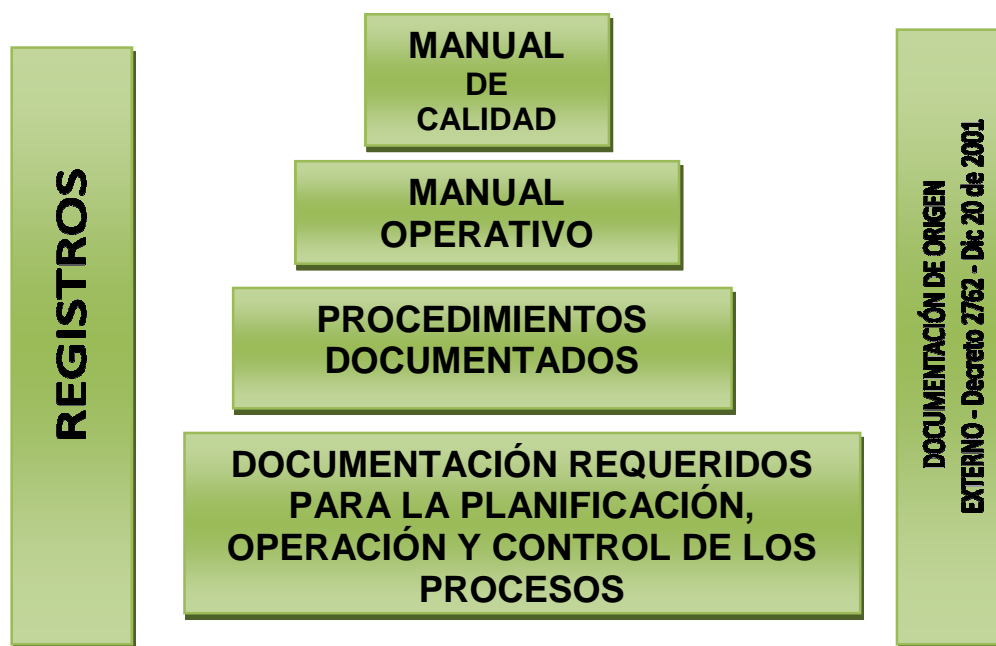 REGISTROS
MANUAL
DE
CALIDAD
MANUAL
OPERATIVO
PROCEDIMIENTOS
DOCUMENTADOS
DOCUMENTACIÓN REQUERIDOS
PARA LA PLANIFICACIÓN,
OPERACIÓN Y CONTROL DE LOS
PROCESOS
DOCUMENTACIÓN DE ORIGEN
EXTERNO - Decreto 2762 - Dic 20 de 2001